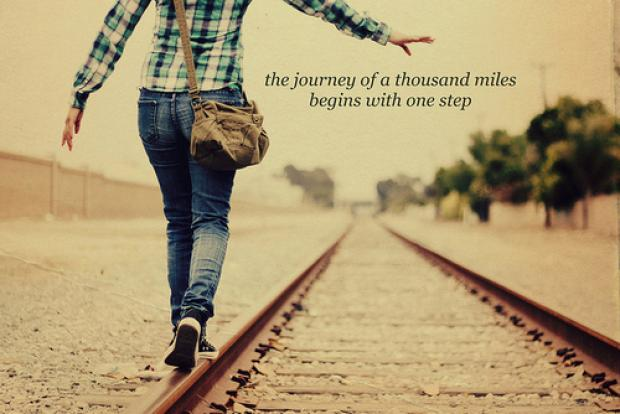 the journey of a thousand miles
begins with one step